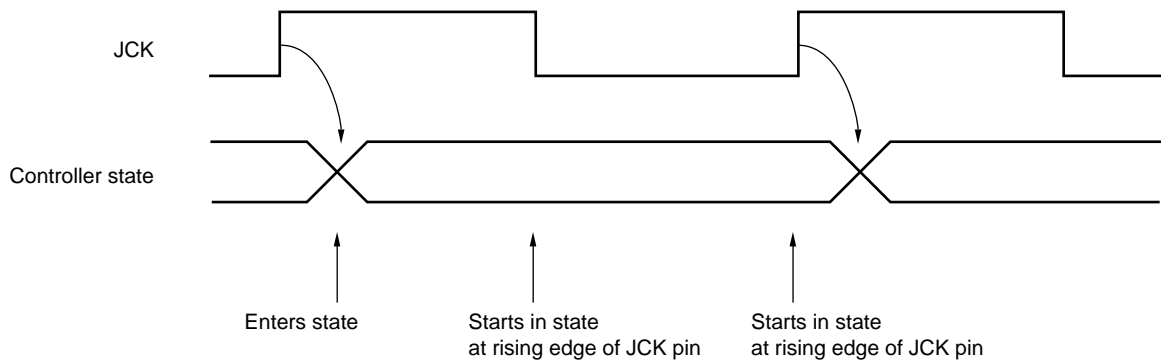 JCK
Controller state
Enters state
Starts in state
at rising edge of JCK pin
Starts in state
at rising edge of JCK pin